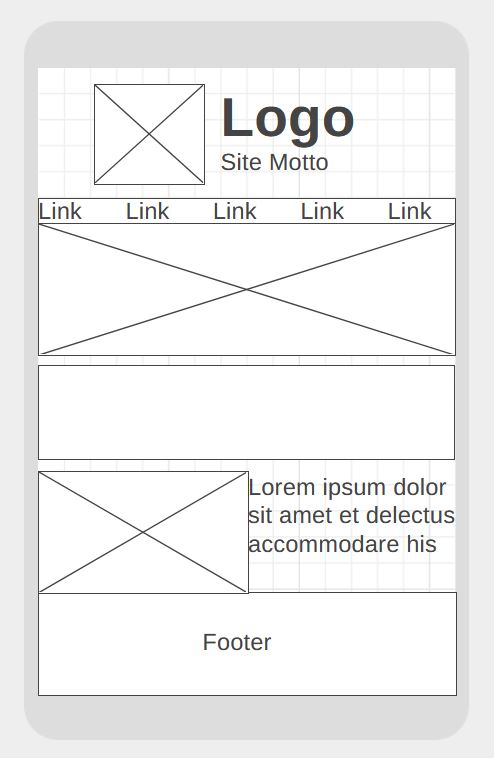 Logo
Site Motto
Link Link Link Link Link
Lorem ipsum dolor
sit amet et delectus
accommodare his
Footer